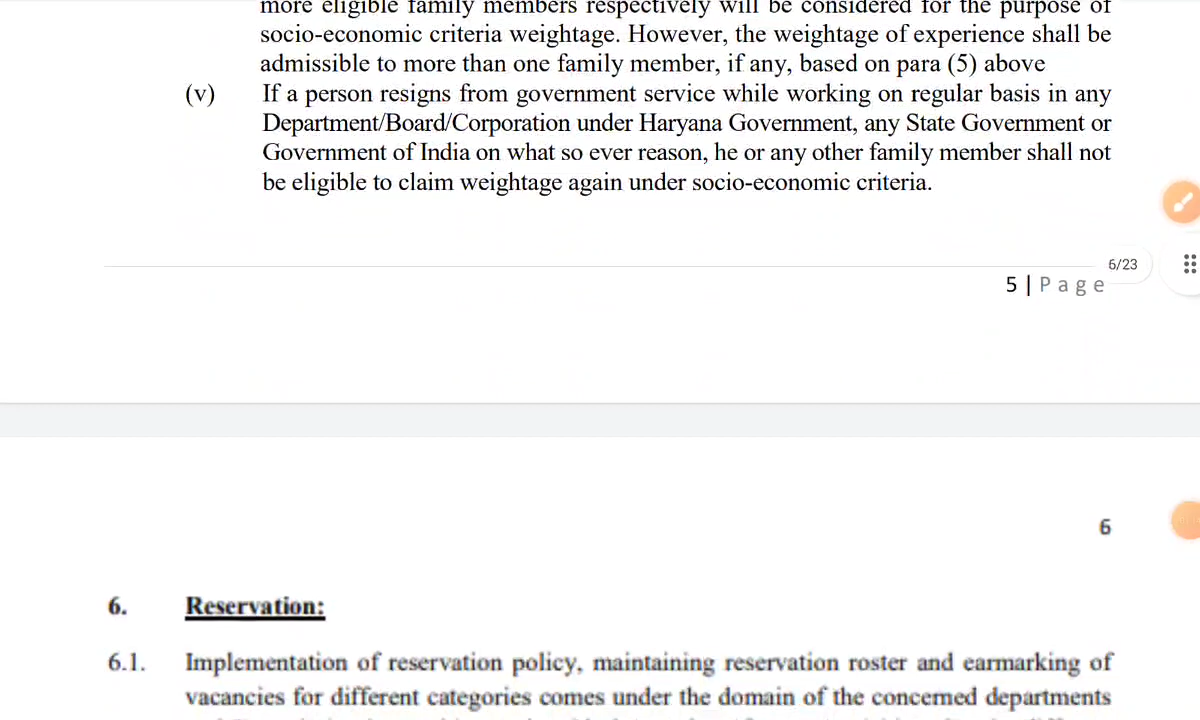 more eligible family members respectively will be considered for the purpose of
socio-economic criteria weightage. However, the weightage of experience shall be
admissible to more than one family member, if any, based on para (5) above
(v) If a person resigns from government service while working on regular basis in any
Department/Board/Corporation under Haryana Government, any State Government or
Government of India on what so ever reason, he or any other family member shall not
be eligible to claim weightage again under socio-economic criteria.
6/23
5 | P a g e
6
6. Reservation:
6.1. Implementation of reservation policy, maintaining reservation roster and earmarking of
vacancies for different categories comes under the domain of the concerned departments